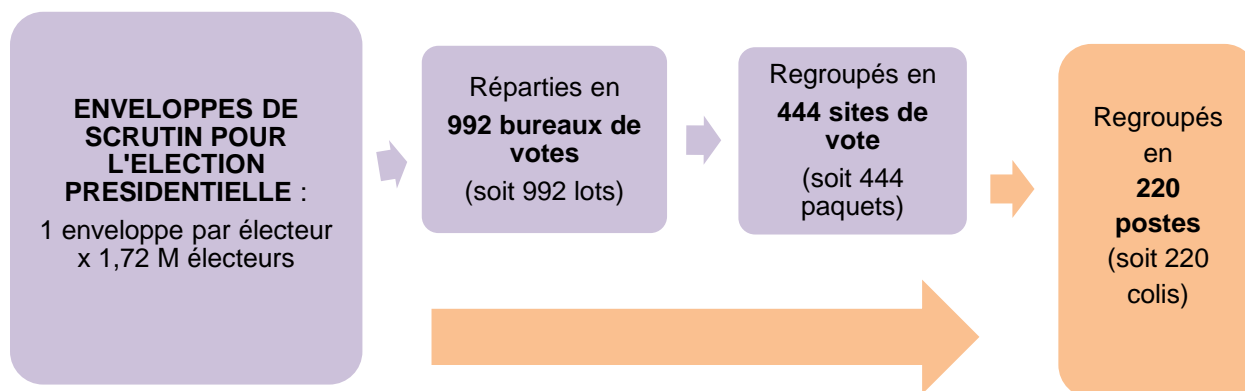 ENVELOPPES DE
SCRUTIN POUR
L'ELECTION
PRESIDENTIELLE :
1 enveloppe par électeur
x 1,72 M électeurs
Réparties en
992 bureaux de
votes
(soit 992 lots)
Regroupés en
444 sites de
vote
(soit 444
paquets)
Regroupés
en
220
postes
(soit 220
colis)